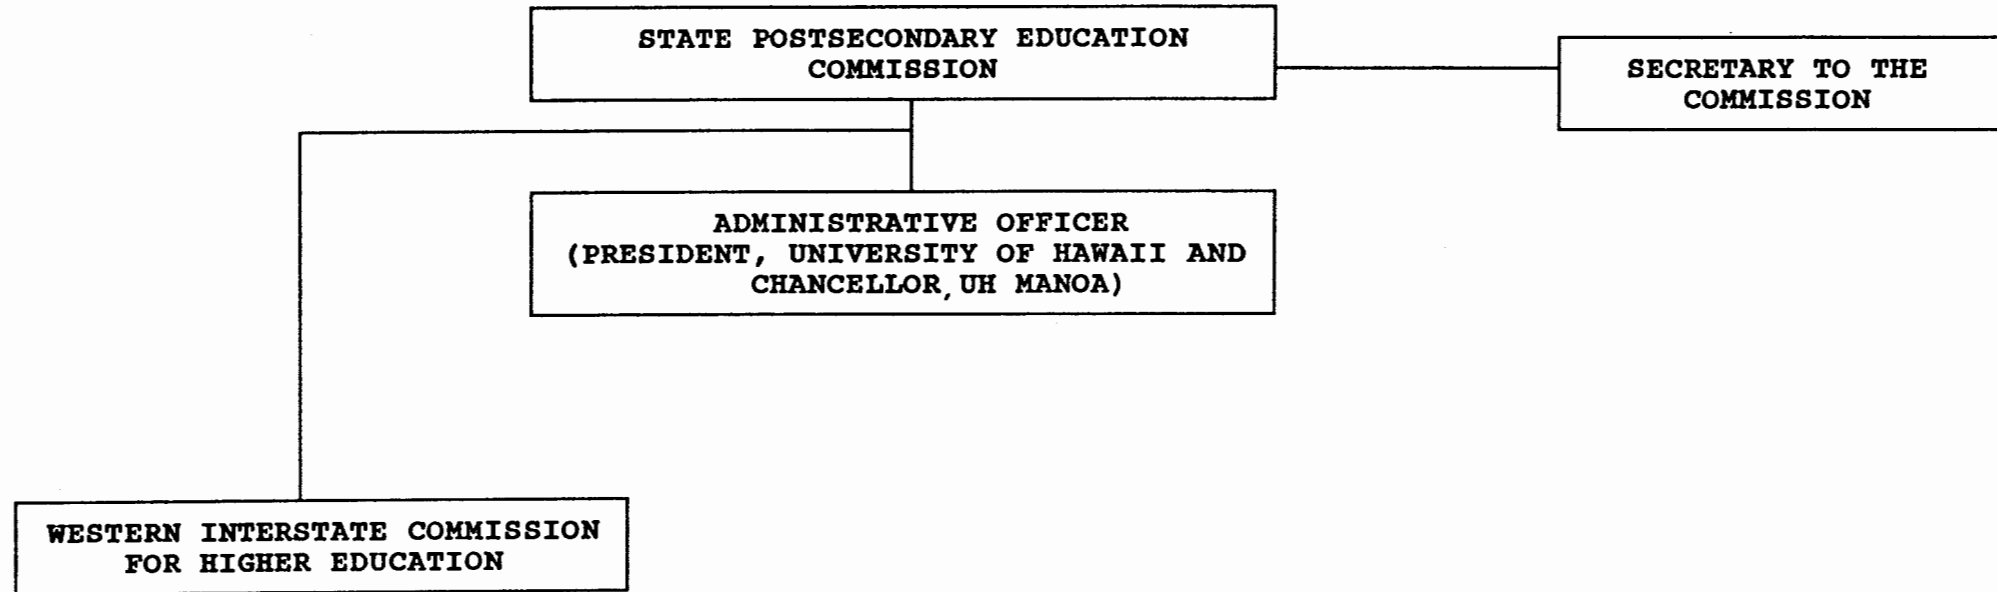 STATE POSTSECONDARY EDUCATION
COMMISSION
SECRETARY TO THE
COMMISSION
ADMINISTRATIVE OFFICER
(PRESIDENT, UNIVERSITY OF HAWAII AND
CHANCELLOR, UH MANOA)
WESTERN INTERSTATE COMMISSION
FOR HIGHER EDUCATION